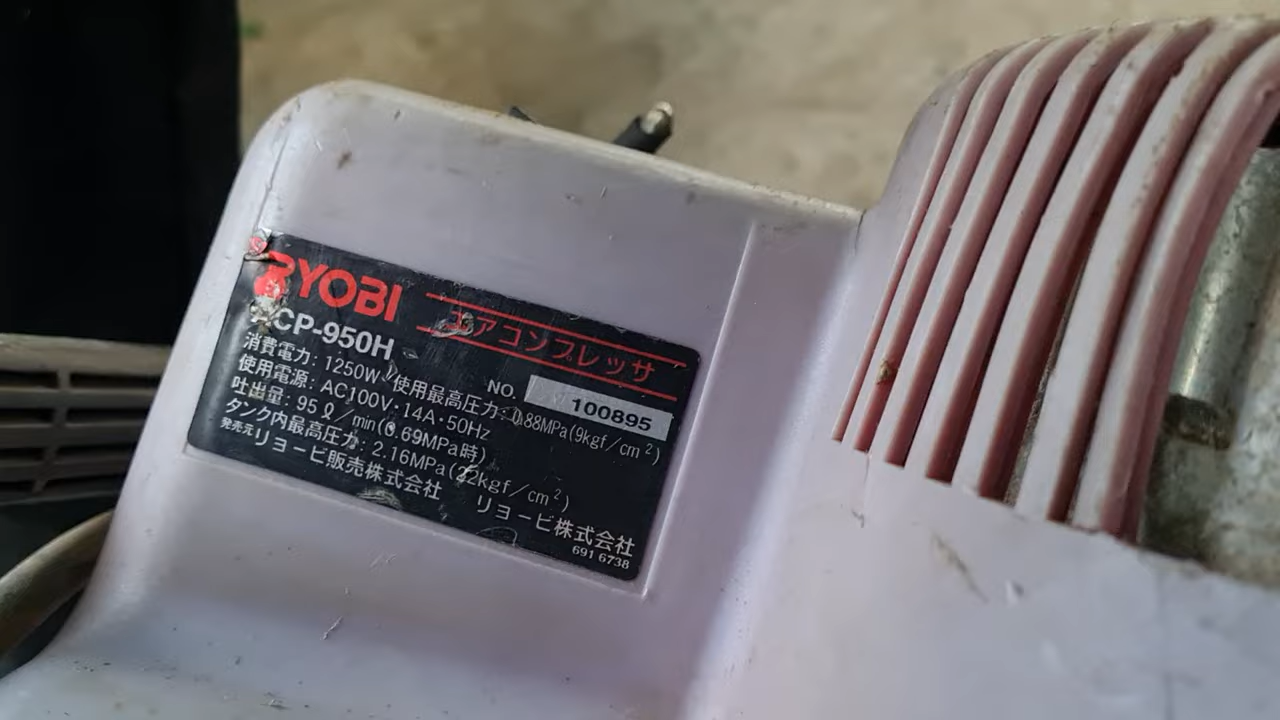 RYOBI エアコンプレッサ
ACP-950H
NO. 100895
消費電力: 1250W 使用最高圧力: 0.88MPa(9kgf/cm²)
使用電源: AC100V・14A・50Hz
吐出量: 95ℓ/min(0.69MPa時)
タンク内最高圧力: 2.16MPa(22kgf/cm²)
発売元リョービ販売株式会社 リョービ株式会社
691 6738